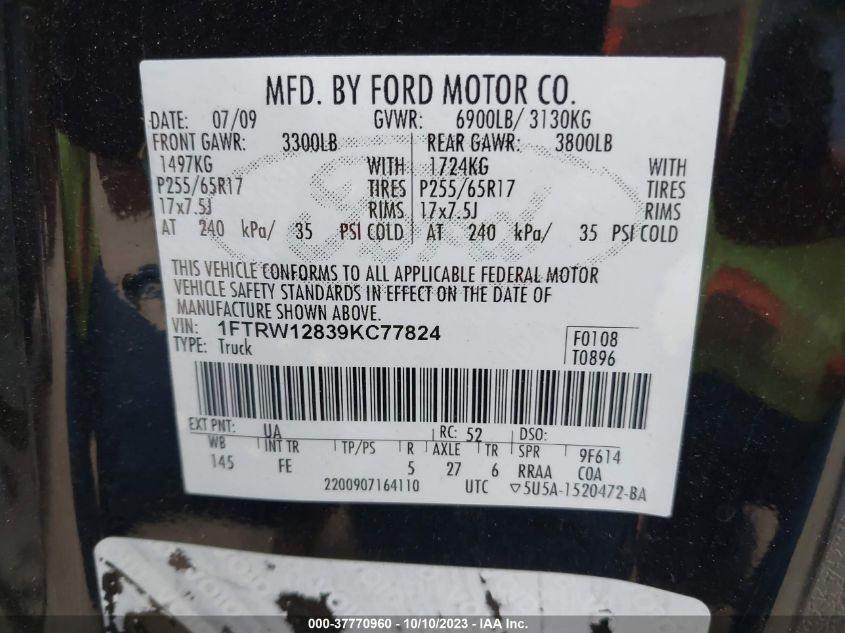 MFD. BY FORD MOTOR CO.
DATE: 07/09 GVWR: 6900LB/ 3130KG
FRONT GAWR: 3300LB REAR GAWR: 3800LB
1497KG WITH 1724KG WITH
P255/65R17 TIRES P255/65R17 TIRES
17x7.5J RIMS 17x7.5J RIMS
AT 240 kPa/ 35 PSI COLD AT 240 kPa/ 35 PSI COLD
THIS VEHICLE CONFORMS TO ALL APPLICABLE FEDERAL MOTOR
VEHICLE SAFETY STANDARDS IN EFFECT ON THE DATE OF
MANUFACTURE SHOWN ABOVE.
VIN: 1FTRW12839KC77824 F0108
TYPE: Truck T0896
EXT PNT: UA RC: 52 DSO:
WB INT TR TP/PS R AXLE TR SPR 9F614
145 FE 5 27 6 RRAA COA
2200907164110 UTC ▽5U5A-1520472-BA
000-37770960 - 10/10/2023 - IAA Inc.